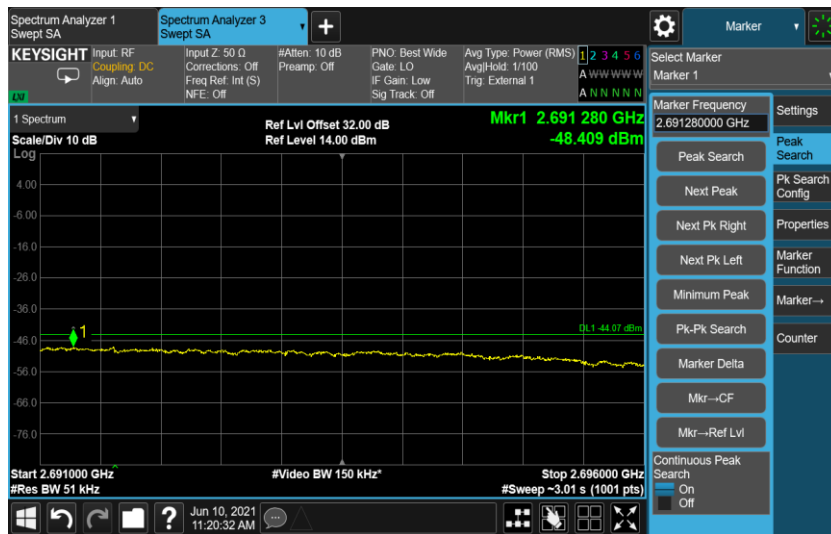 Spectrum Analyzer 1
Swept SA
Spectrum Analyzer 3
Swept SA
Marker
KEYSIGHT
Input: RF
Coupling: DC
Align: Auto
Input Z: 50 Ω
Corrections: Off
Freq Ref: Int (S)
NFE: Off
#Atten: 10 dB
Preamp: Off
PNO: Best Wide
Gate: LO
IF Gain: Low
Sig Track: Off
Avg Type: Power (RMS)
Avg|Hold: 1/100
Trig: External 1
1 2 3 4 5 6
A W W W W W
A N N N N N
LXI
Select Marker
Marker 1
1 Spectrum
Scale/Div 10 dB
Ref Lvl Offset 32.00 dB
Ref Level 14.00 dBm
Mkr1 2.691 280 GHz
-48.409 dBm
Log
4.00
-6.00
-16.0
-26.0
-36.0
-46.0
-56.0
-66.0
-76.0
1
DL1 -44.07 dBm
Start 2.691000 GHz
#Res BW 51 kHz
#Video BW 150 kHz*
Stop 2.696000 GHz
#Sweep ~3.01 s (1001 pts)
Marker Frequency
2.691280000 GHz
Peak Search
Next Peak
Next Pk Right
Next Pk Left
Minimum Peak
Pk-Pk Search
Marker Delta
Mkr→CF
Mkr→Ref Lvl
Continuous Peak
Search
On
Off
Settings
Peak
Search
Pk Search
Config
Properties
Marker
Function
Marker→
Counter
?
Jun 10, 2021
11:20:32 AM